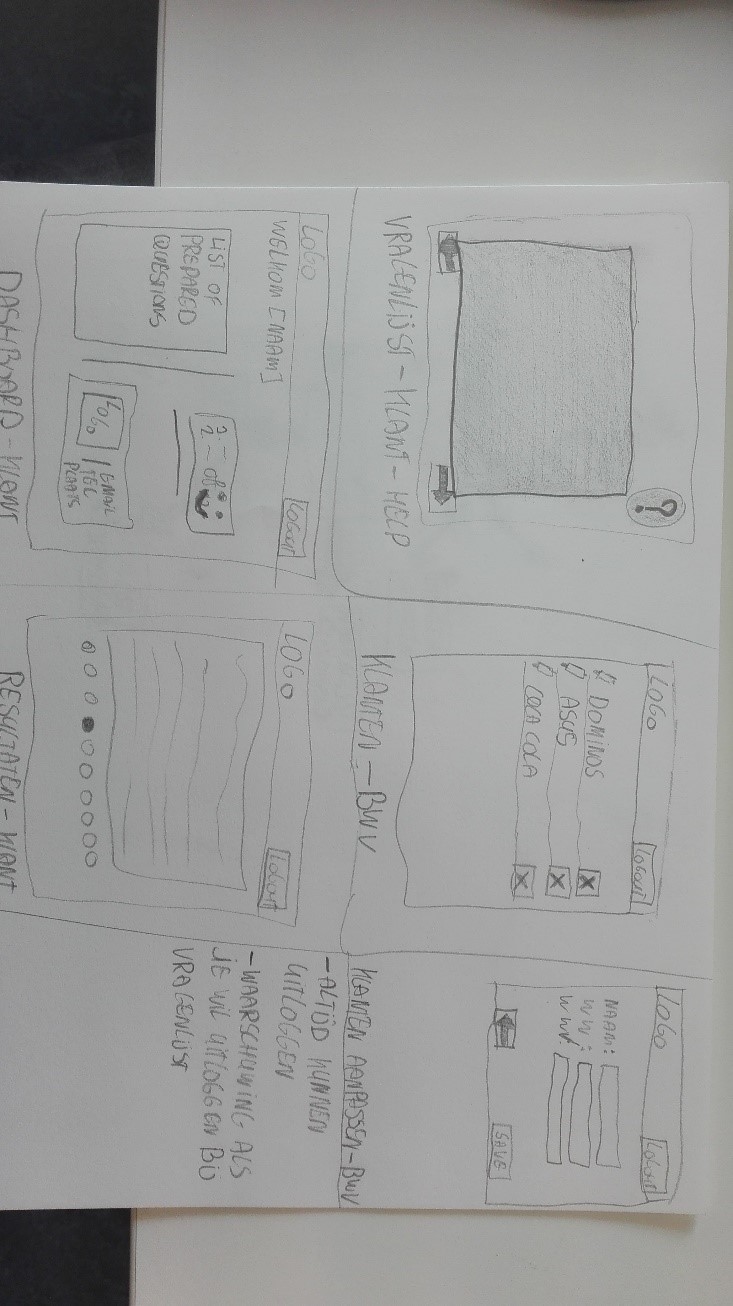 ?
VRAGENLIJST - KLANT - HELP
LOGO
LOGOUT
DOMINOS
X
ASUS
X
COCA COLA
X
KLANTEN - BWV
LOGO
LOGOUT
NAAM:
WW:
WWV:
SAVE
KLANTEN AANPASSEN - BWV
- ALTIJD KUNNEN
UITLOGGEN
- WAARSCHUWING ALS
JE WIL UITLOGGEN BIJ
VRAGENLIJST
LOGO
LOGOUT
WELKOM [NAAM]
LIST OF
PREPARED
QUESTIONS
1. - of
2. -
LOGO
EMAIL
TEL
PLAATS
DASHBOARD - KLANT
LOGO
LOGOUT
RESULTATEN - KLANT